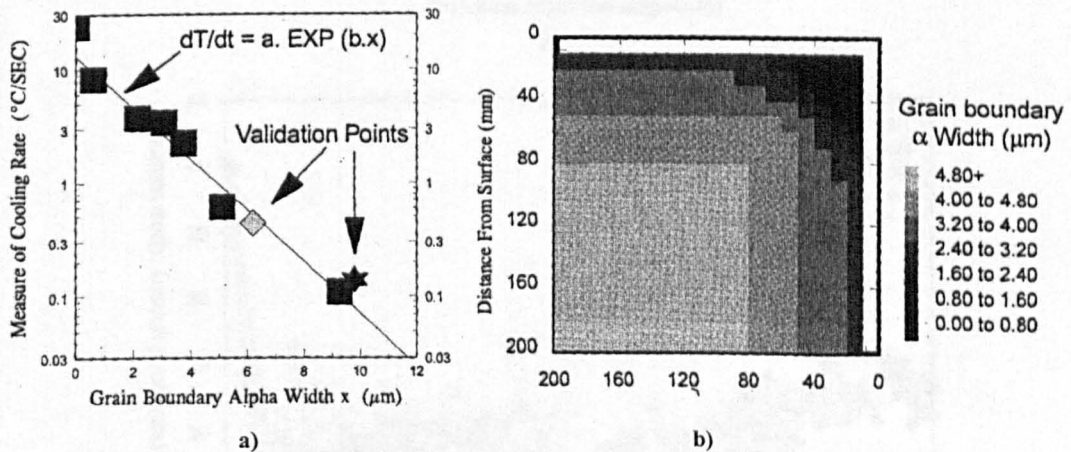 30
10
3
1
0.3
0.1
0.03
30
10
3
1
0.3
0.1
0.03
dT/dt = a. EXP (b.x)
Validation Points
Measure of Cooling Rate (°C/SEC)
0 2 4 6 8 10 12
Grain Boundary Alpha Width x (μm)
a)
0
40
80
120
160
200
Distance From Surface (mm)
200 160 120 80 40 0
b)
Grain boundary
α Width (μm)
4.80+
4.00 to 4.80
3.20 to 4.00
2.40 to 3.20
1.60 to 2.40
0.80 to 1.60
0.00 to 0.80